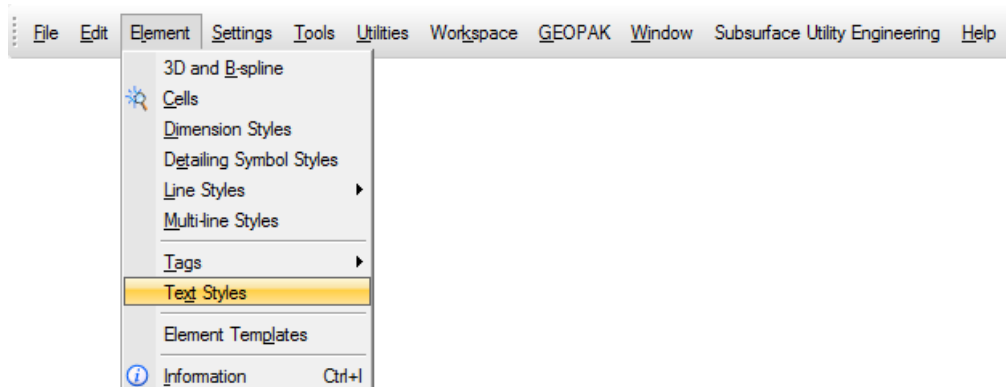 File Edit Element Settings Tools Utilities Workspace GEOPAK Window Subsurface Utility Engineering Help
3D and B-spline
Cells
Dimension Styles
Detailing Symbol Styles
Line Styles
Multi-line Styles
Tags
Text Styles
Element Templates
Information Ctrl+I